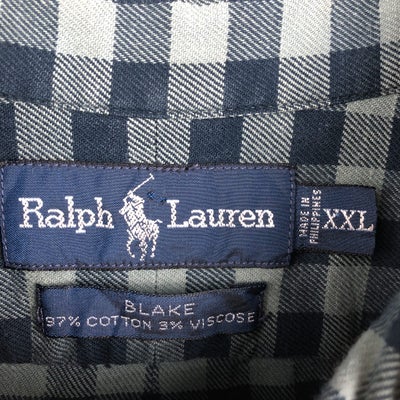 Ralph Lauren
MADE IN
PHILIPPINES
XXL
BLAKE
97% COTTON 3% VISCOSE